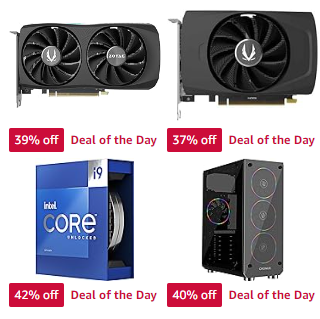 ZOTAC
39% off Deal of the Day
37% off Deal of the Day
i9
intel.
CORE
UNLOCKED
42% off Deal of the Day
40% off Deal of the Day